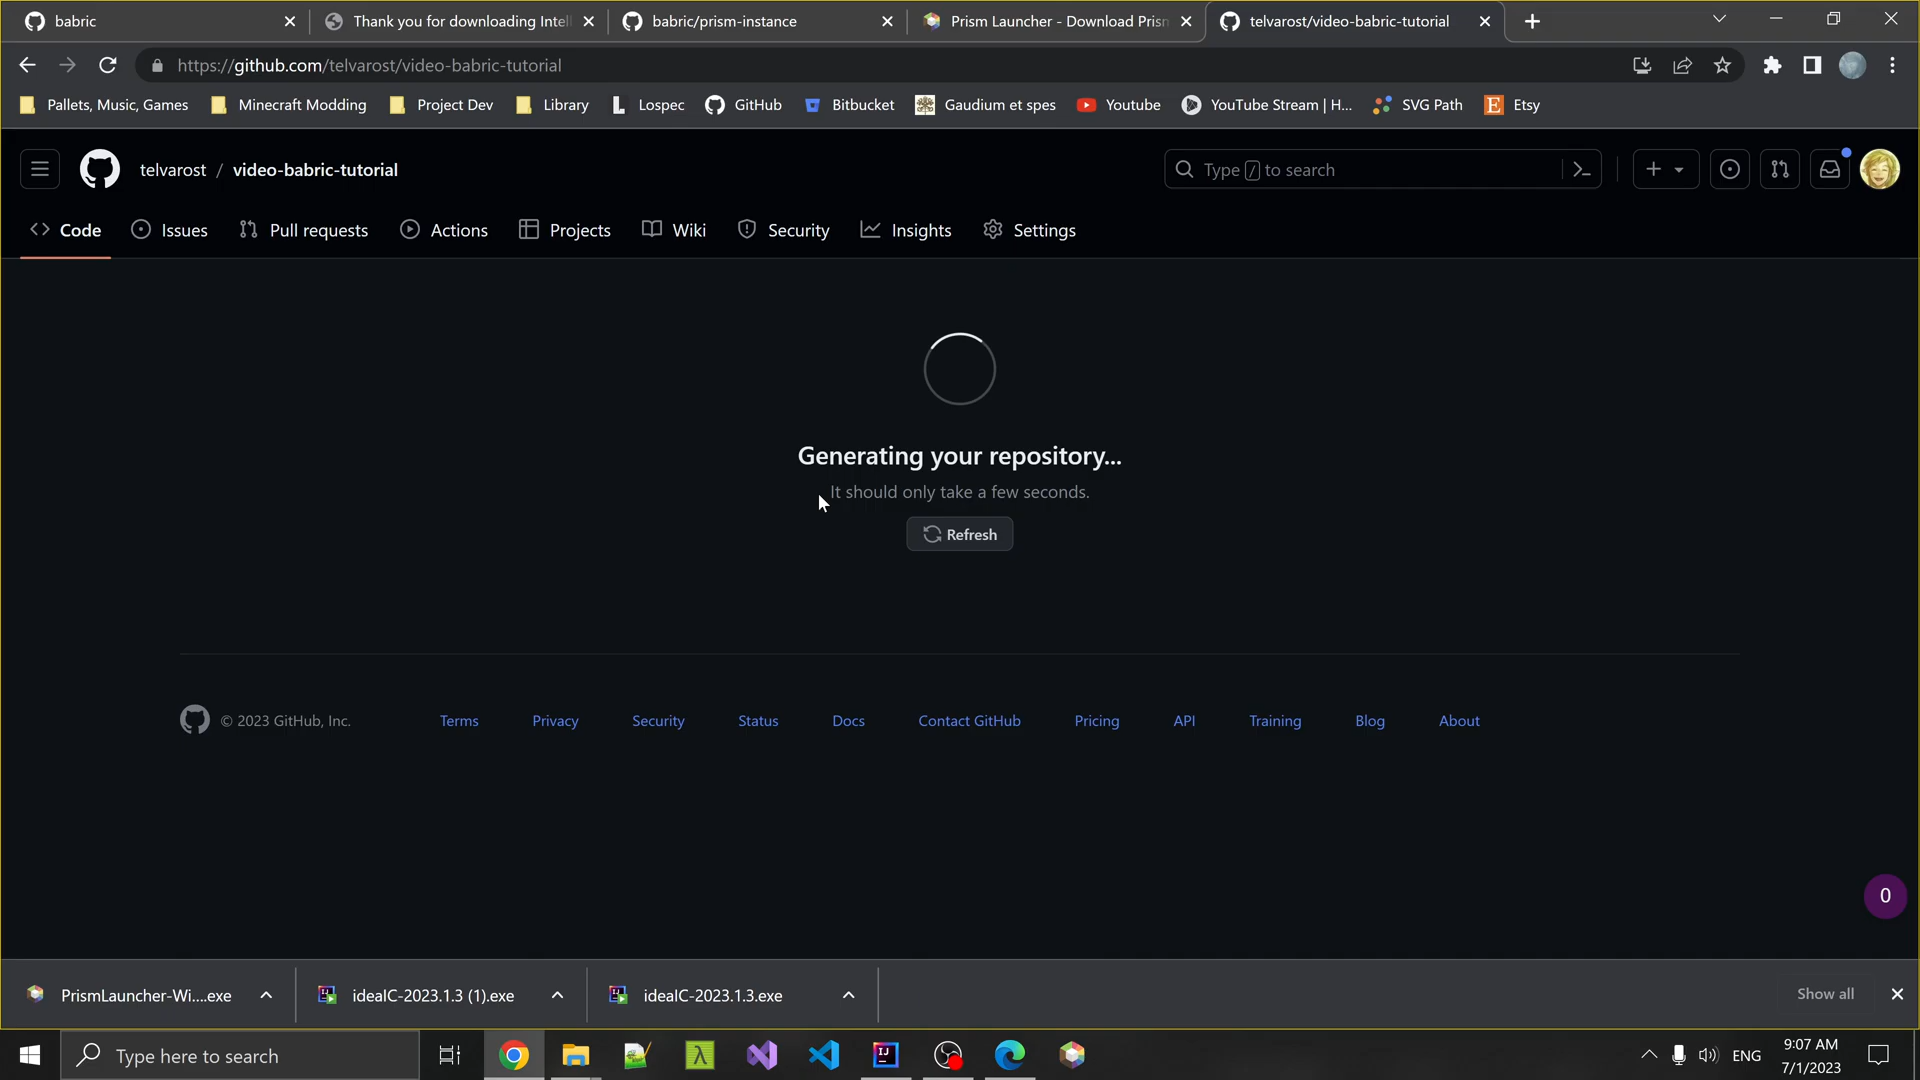 babric
Thank you for downloading Intell
babric/prism-instance
Prism Launcher - Download Prism
telvarost/video-babric-tutorial
https://github.com/telvarost/video-babric-tutorial
Pallets, Music, Games
Minecraft Modding
Project Dev
Library
Lospec
GitHub
Bitbucket
Gaudium et spes
Youtube
YouTube Stream | H...
SVG Path
Etsy
telvarost / video-babric-tutorial
Type / to search
Code
Issues
Pull requests
Actions
Projects
Wiki
Security
Insights
Settings
Generating your repository...
It should only take a few seconds.
Refresh
© 2023 GitHub, Inc.
Terms
Privacy
Security
Status
Docs
Contact GitHub
Pricing
API
Training
Blog
About
0
PrismLauncher-Wi....exe
ideaIC-2023.1.3 (1).exe
ideaIC-2023.1.3.exe
Show all
Type here to search
ENG
9:07 AM
7/1/2023